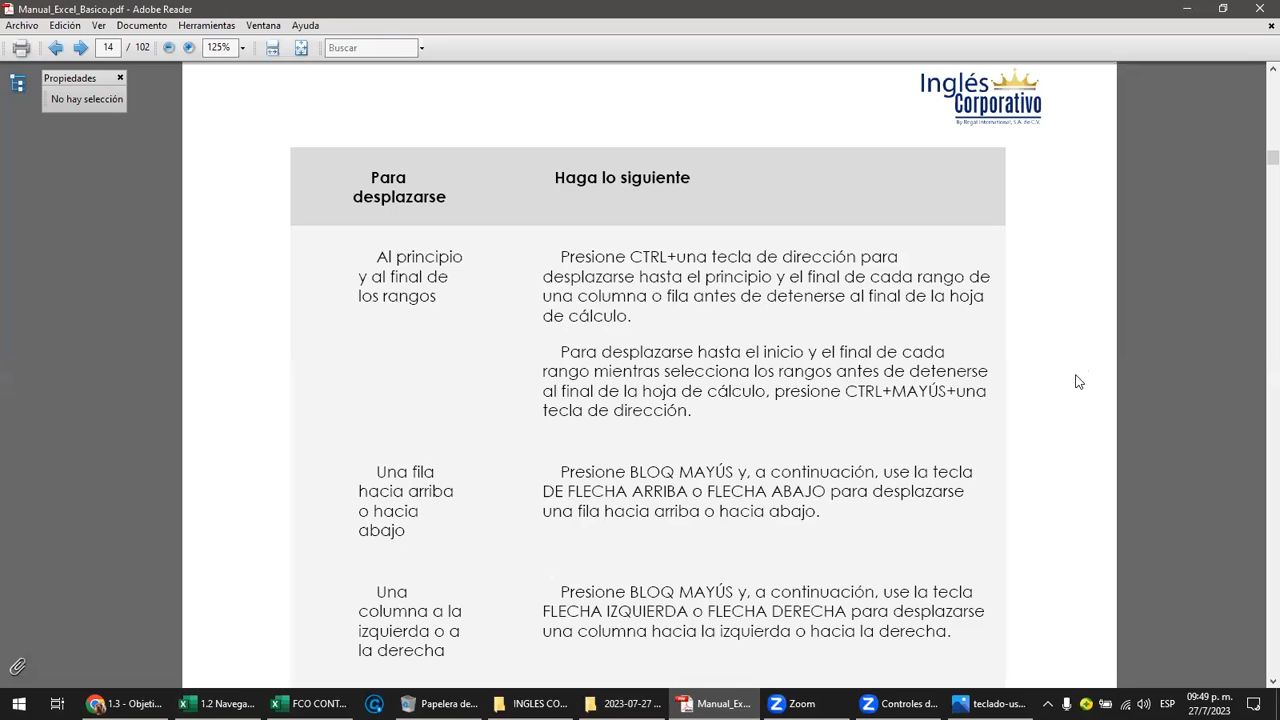 Manual_Excel_Basico.pdf - Adobe Reader
Archivo Edición Ver Documento Herramientas Ventana Ayuda
14 / 102 125% Buscar
Propiedades
No hay selección
Inglés
Corporativo
By Regal International, S.A. de C.V.
Para
desplazarse
Haga lo siguiente
Al principio
y al final de
los rangos
Presione CTRL+una tecla de dirección para
desplazarse hasta el principio y el final de cada rango de
una columna o fila antes de detenerse al final de la hoja
de cálculo.
Para desplazarse hasta el inicio y el final de cada
rango mientras selecciona los rangos antes de detenerse
al final de la hoja de cálculo, presione CTRL+MAYÚS+una
tecla de dirección.
Una fila
hacia arriba
o hacia
abajo
Presione BLOQ MAYÚS y, a continuación, use la tecla
DE FLECHA ARRIBA o FLECHA ABAJO para desplazarse
una fila hacia arriba o hacia abajo.
Una
columna a la
izquierda o a
la derecha
Presione BLOQ MAYÚS y, a continuación, use la tecla
FLECHA IZQUIERDA o FLECHA DERECHA para desplazarse
una columna hacia la izquierda o hacia la derecha.
1.3 - Objeti... 1.2 Navega... FCO CONT... Papelera de... INGLES CO... 2023-07-27 ... Manual_Ex... Zoom Controles d... teclado-us... ESP 09:49 p. m.
27/7/2023